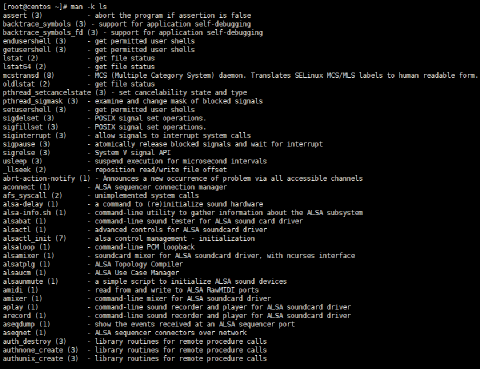 [root@centos ~]# man -k ls
assert (3) - abort the program if assertion is false
backtrace_symbols (3) - support for application self-debugging
backtrace_symbols_fd (3) - support for application self-debugging
endusershell (3) - get permitted user shells
getusershell (3) - get permitted user shells
lstat (2) - get file status
lstat64 (2) - get file status
mcstransd (8) - MCS (Multiple Category System) daemon. Translates SELinux MCS/MLS labels to human readable form.
oldlstat (2) - get file status
pthread_setcancelstate (3) - set cancelability state and type
pthread_sigmask (3) - examine and change mask of blocked signals
setusershell (3) - get permitted user shells
sigdelset (3) - POSIX signal set operations.
sigfillset (3) - POSIX signal set operations.
siginterrupt (3) - allow signals to interrupt system calls
sigpause (3) - atomically release blocked signals and wait for interrupt
sigrelse (3) - System V signal API
usleep (3) - suspend execution for microsecond intervals
_llseek (2) - reposition read/write file offset
abrt-action-notify (1) - Announces a new occurrence of problem via all accessible channels
aconnect (1) - ALSA sequencer connection manager
afs_syscall (2) - unimplemented system calls
alsa-delay (1) - a command to (re)initialize sound hardware
alsa-info.sh (1) - command-line utility to gather information about the ALSA subsystem
alsabat (1) - command-line sound tester for ALSA sound card driver
alsactl (1) - advanced controls for ALSA soundcard driver
alsactl_init (7) - alsa control management - initialization
alsaloop (1) - command-line PCM loopback
alsamixer (1) - soundcard mixer for ALSA soundcard driver, with ncurses interface
alsatplg (1) - ALSA Topology Compiler
alsaucm (1) - ALSA Use Case Manager
alsaunmute (1) - a simple script to initialize ALSA sound devices
amidi (1) - read from and write to ALSA RawMIDI ports
amixer (1) - command-line mixer for ALSA soundcard driver
aplay (1) - command-line sound recorder and player for ALSA soundcard driver
arecord (1) - command-line sound recorder and player for ALSA soundcard driver
aseqdump (1) - show the events received at an ALSA sequencer port
aseqnet (1) - ALSA sequencer connectors over network
auth_destroy (3) - library routines for remote procedure calls
authnone_create (3) - library routines for remote procedure calls
authunix_create (3) - library routines for remote procedure calls